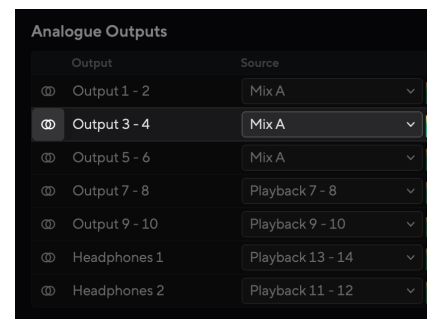 Analogue Outputs
Output Source
Output 1 - 2 Mix A
Output 3 - 4 Mix A
Output 5 - 6 Mix A
Output 7 - 8 Playback 7 - 8
Output 9 - 10 Playback 9 - 10
Headphones 1 Playback 13 - 14
Headphones 2 Playback 11 - 12